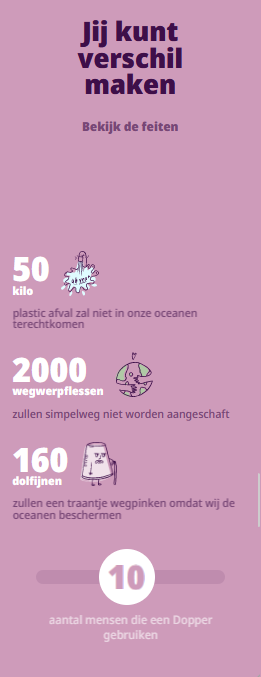 Jij kunt
verschil
maken
Bekijk de feiten
50
kilo
plastic afval zal niet in onze oceanen
terechtkomen
2000
wegwerpflessen
zullen simpelweg niet worden aangeschaft
160
dolfijnen
zullen een traantje wegpinken omdat wij de
oceanen beschermen
10
aantal mensen die een Dopper
gebruiken